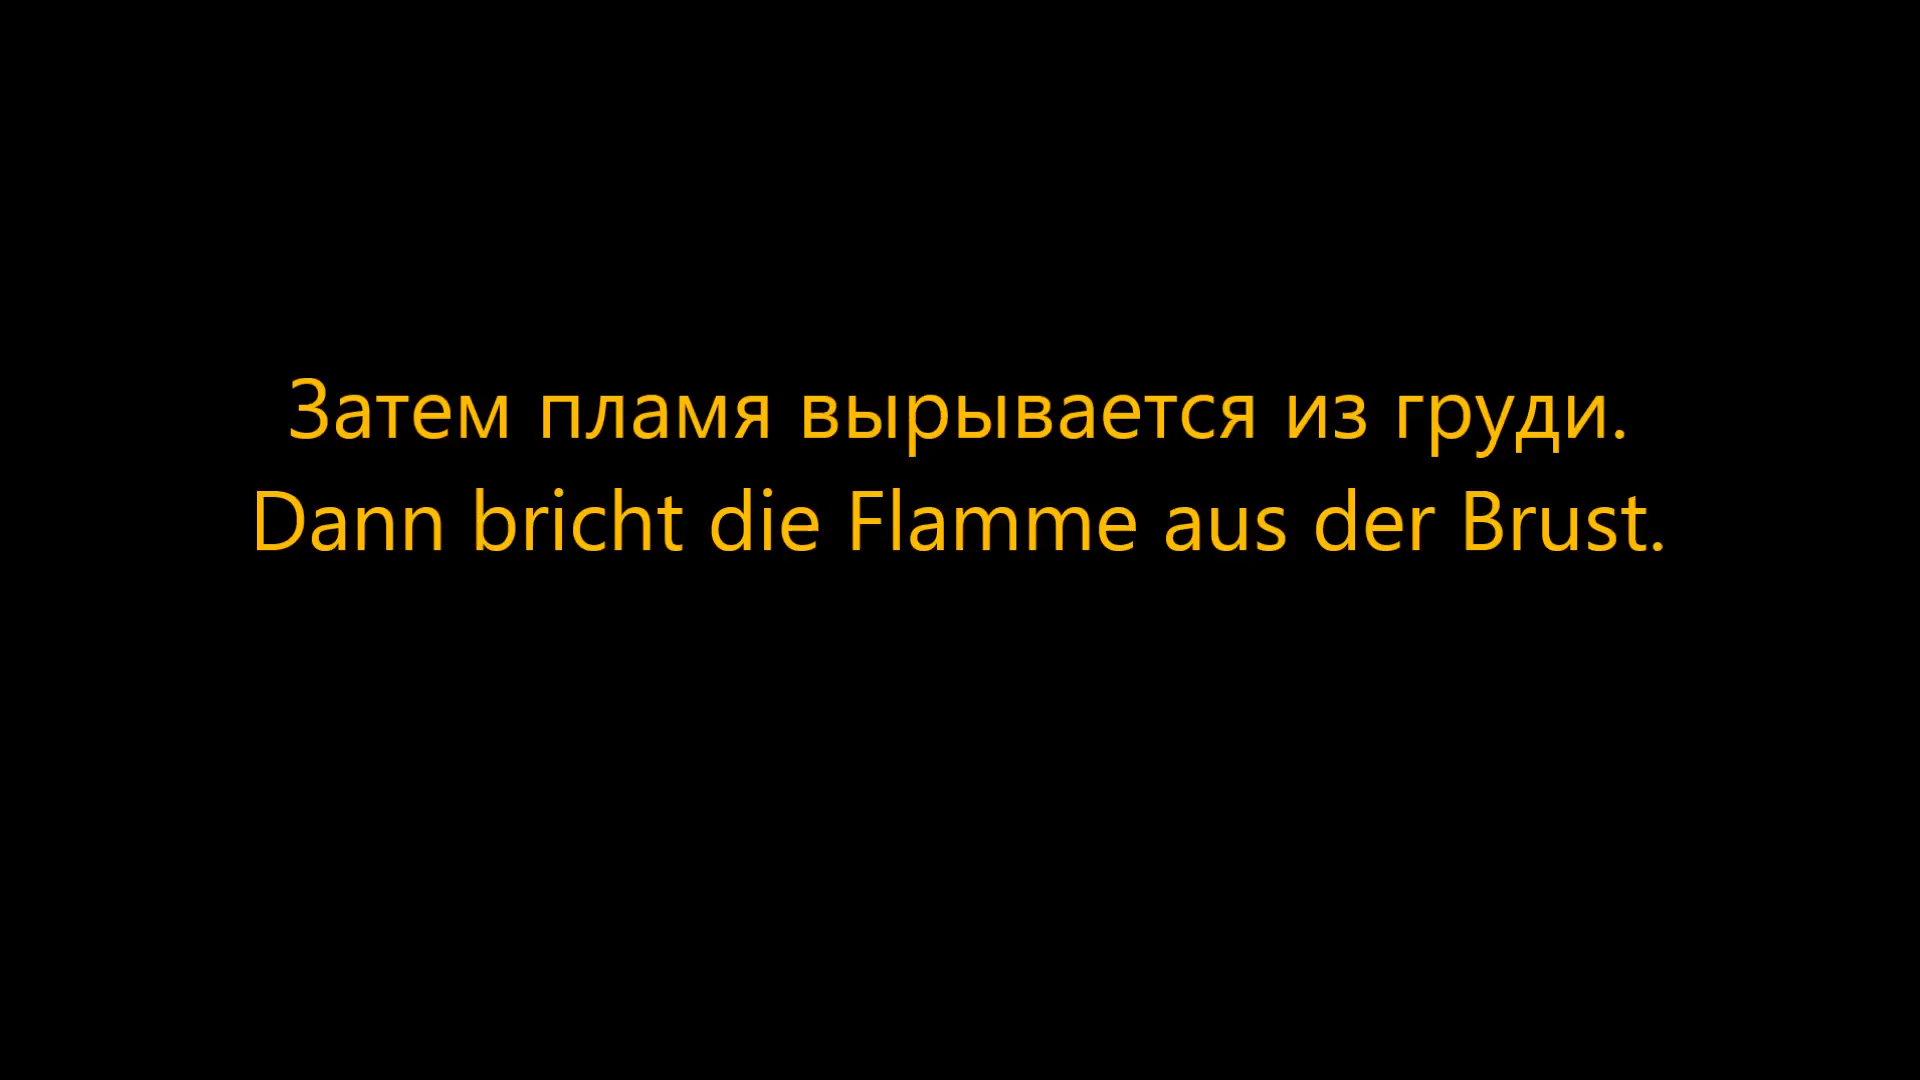 Затем пламя вырывается из груди.
Dann bricht die Flamme aus der Brust.